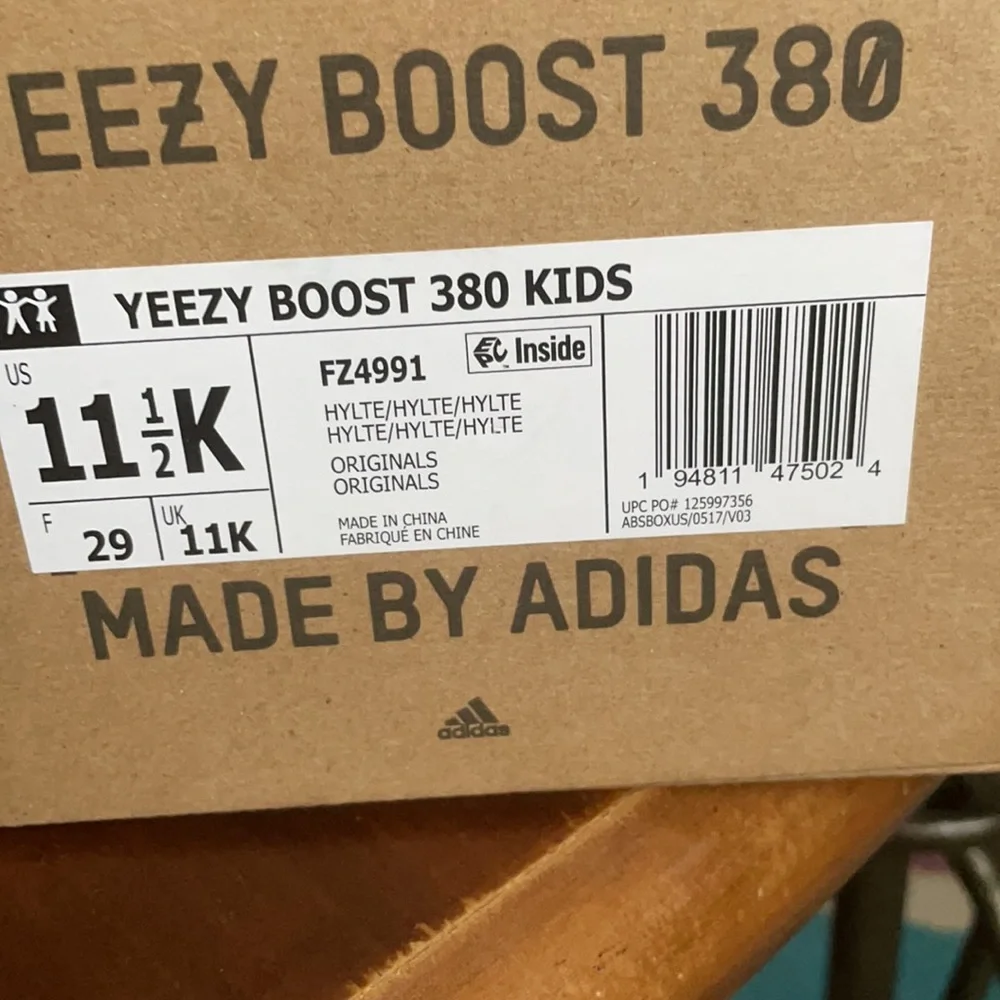 EEZY BOOST 380
YEEZY BOOST 380 KIDS
US
11 1/2 K
F
29
UK
11K
FZ4991
EPC Inside
HYLTE/HYLTE/HYLTE
HYLTE/HYLTE/HYLTE
ORIGINALS
ORIGINALS
MADE IN CHINA
FABRIQUÉ EN CHINE
1 94811 47502 4
UPC PO# 125997356
ABSBOXUS/0517/V03
MADE BY ADIDAS
adidas